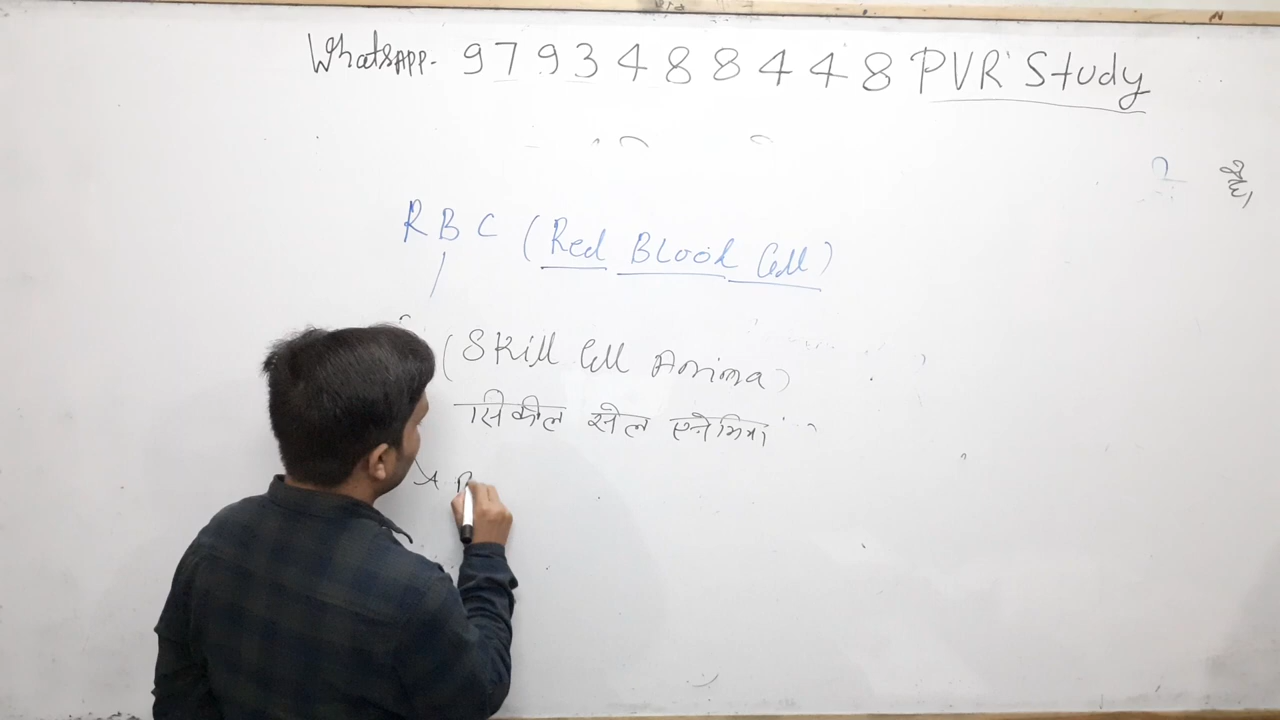 WhatsAPP- 9793488448 PVR Study
RBC (Red Blood Cell)
(Skill Cell Anima)
सिकील सेल एनेमिया